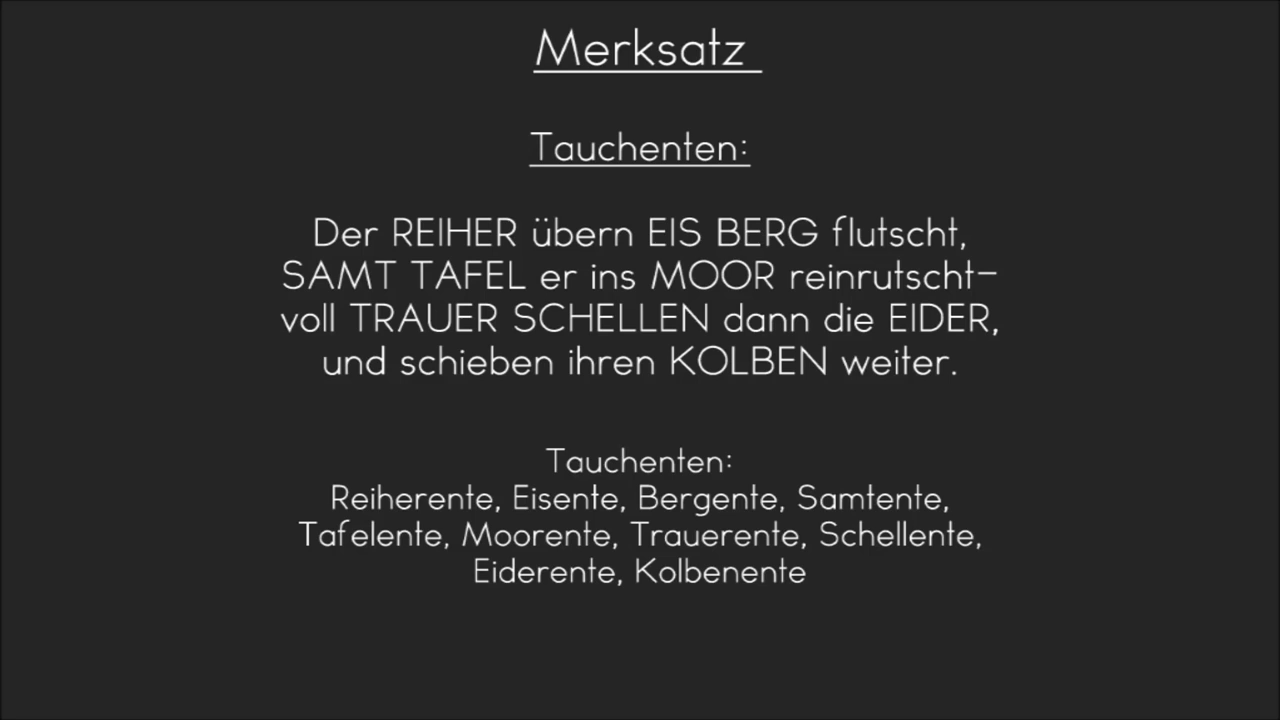 Merksatz
Tauchenten:
Der REIHER übern EIS BERG flutscht,
SAMT TAFEL er ins MOOR reinrutscht-
voll TRAUER SCHELLEN dann die EIDER,
und schieben ihren KOLBEN weiter.
Tauchenten:
Reiherente, Eisente, Bergente, Samtente,
Tafelente, Moorente, Trauerente, Schellente,
Eiderente, Kolbenente